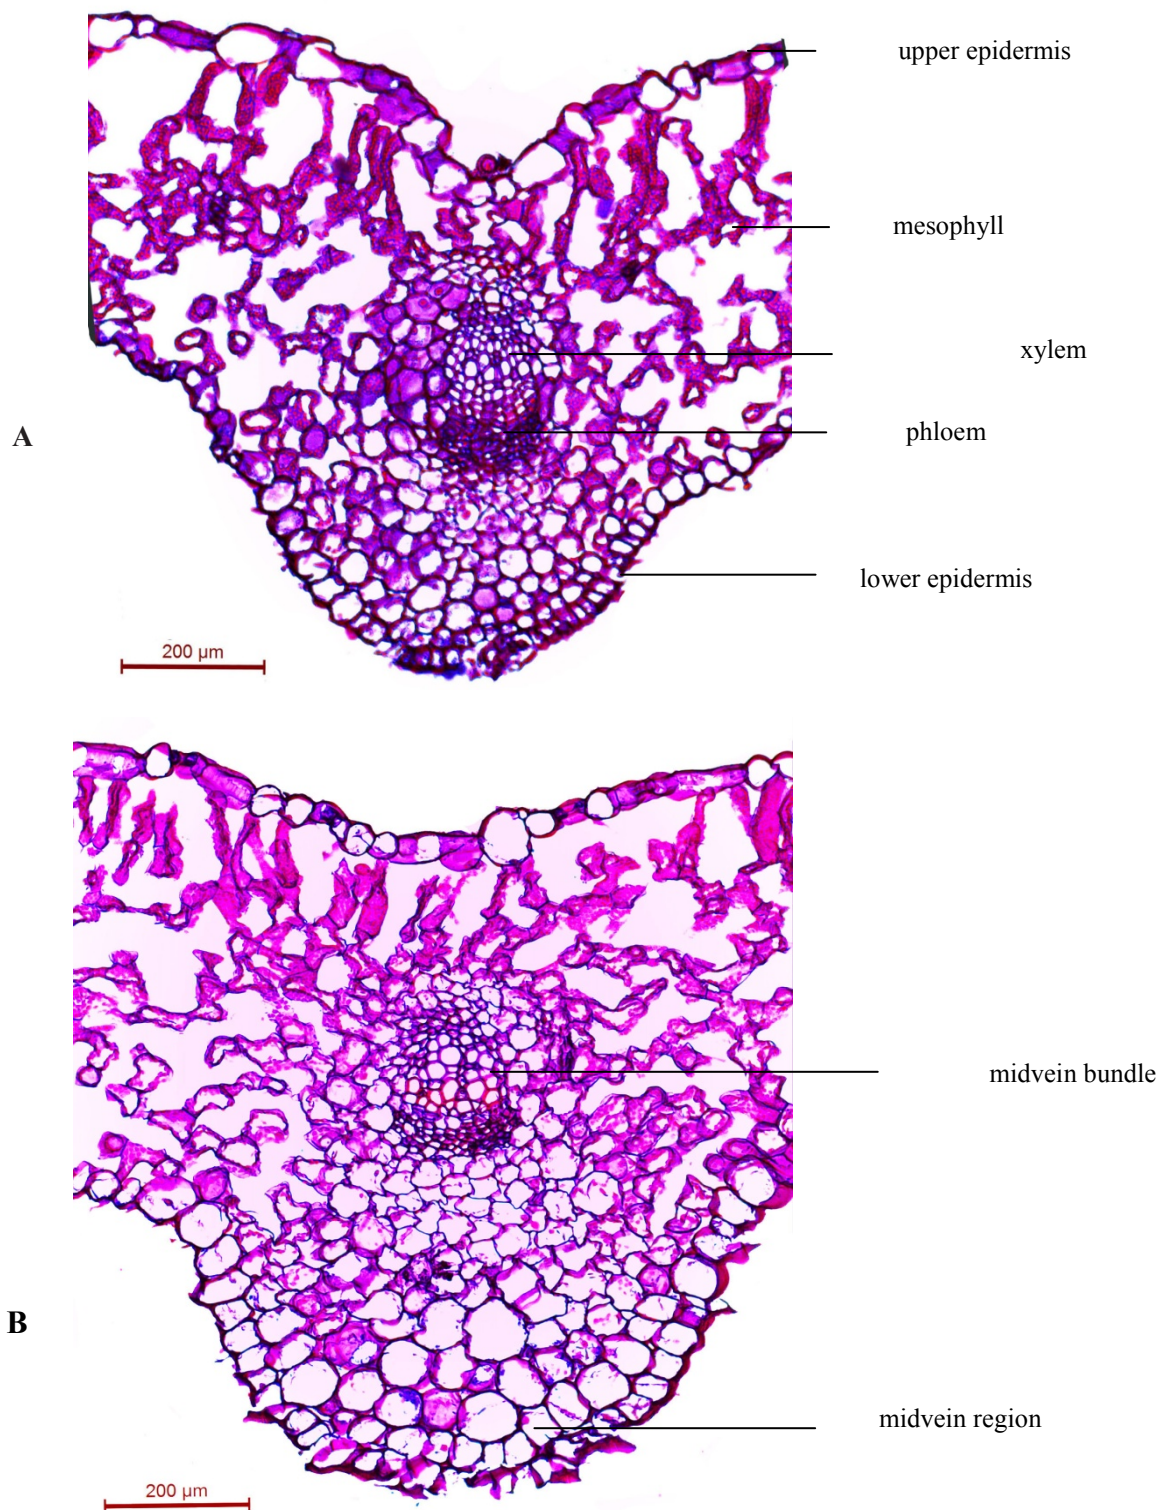 upper epidermis
mesophyll
xylem
phloem
A
lower epidermis
200 µm
midvein bundle
B
midvein region
200 µm